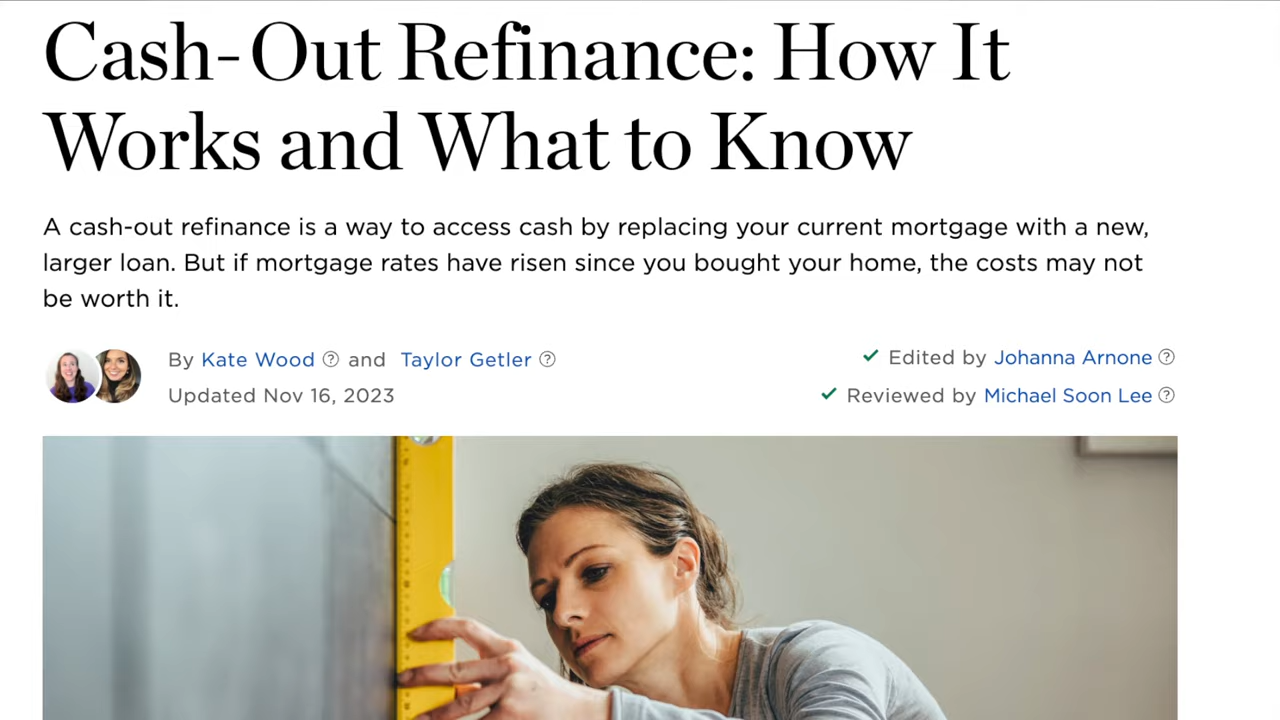 Cash-Out Refinance: How It
Works and What to Know
A cash-out refinance is a way to access cash by replacing your current mortgage with a new,
larger loan. But if mortgage rates have risen since you bought your home, the costs may not
be worth it.
By Kate Wood ? and Taylor Getler ?
Updated Nov 16, 2023
Edited by Johanna Arnone ?
Reviewed by Michael Soon Lee ?